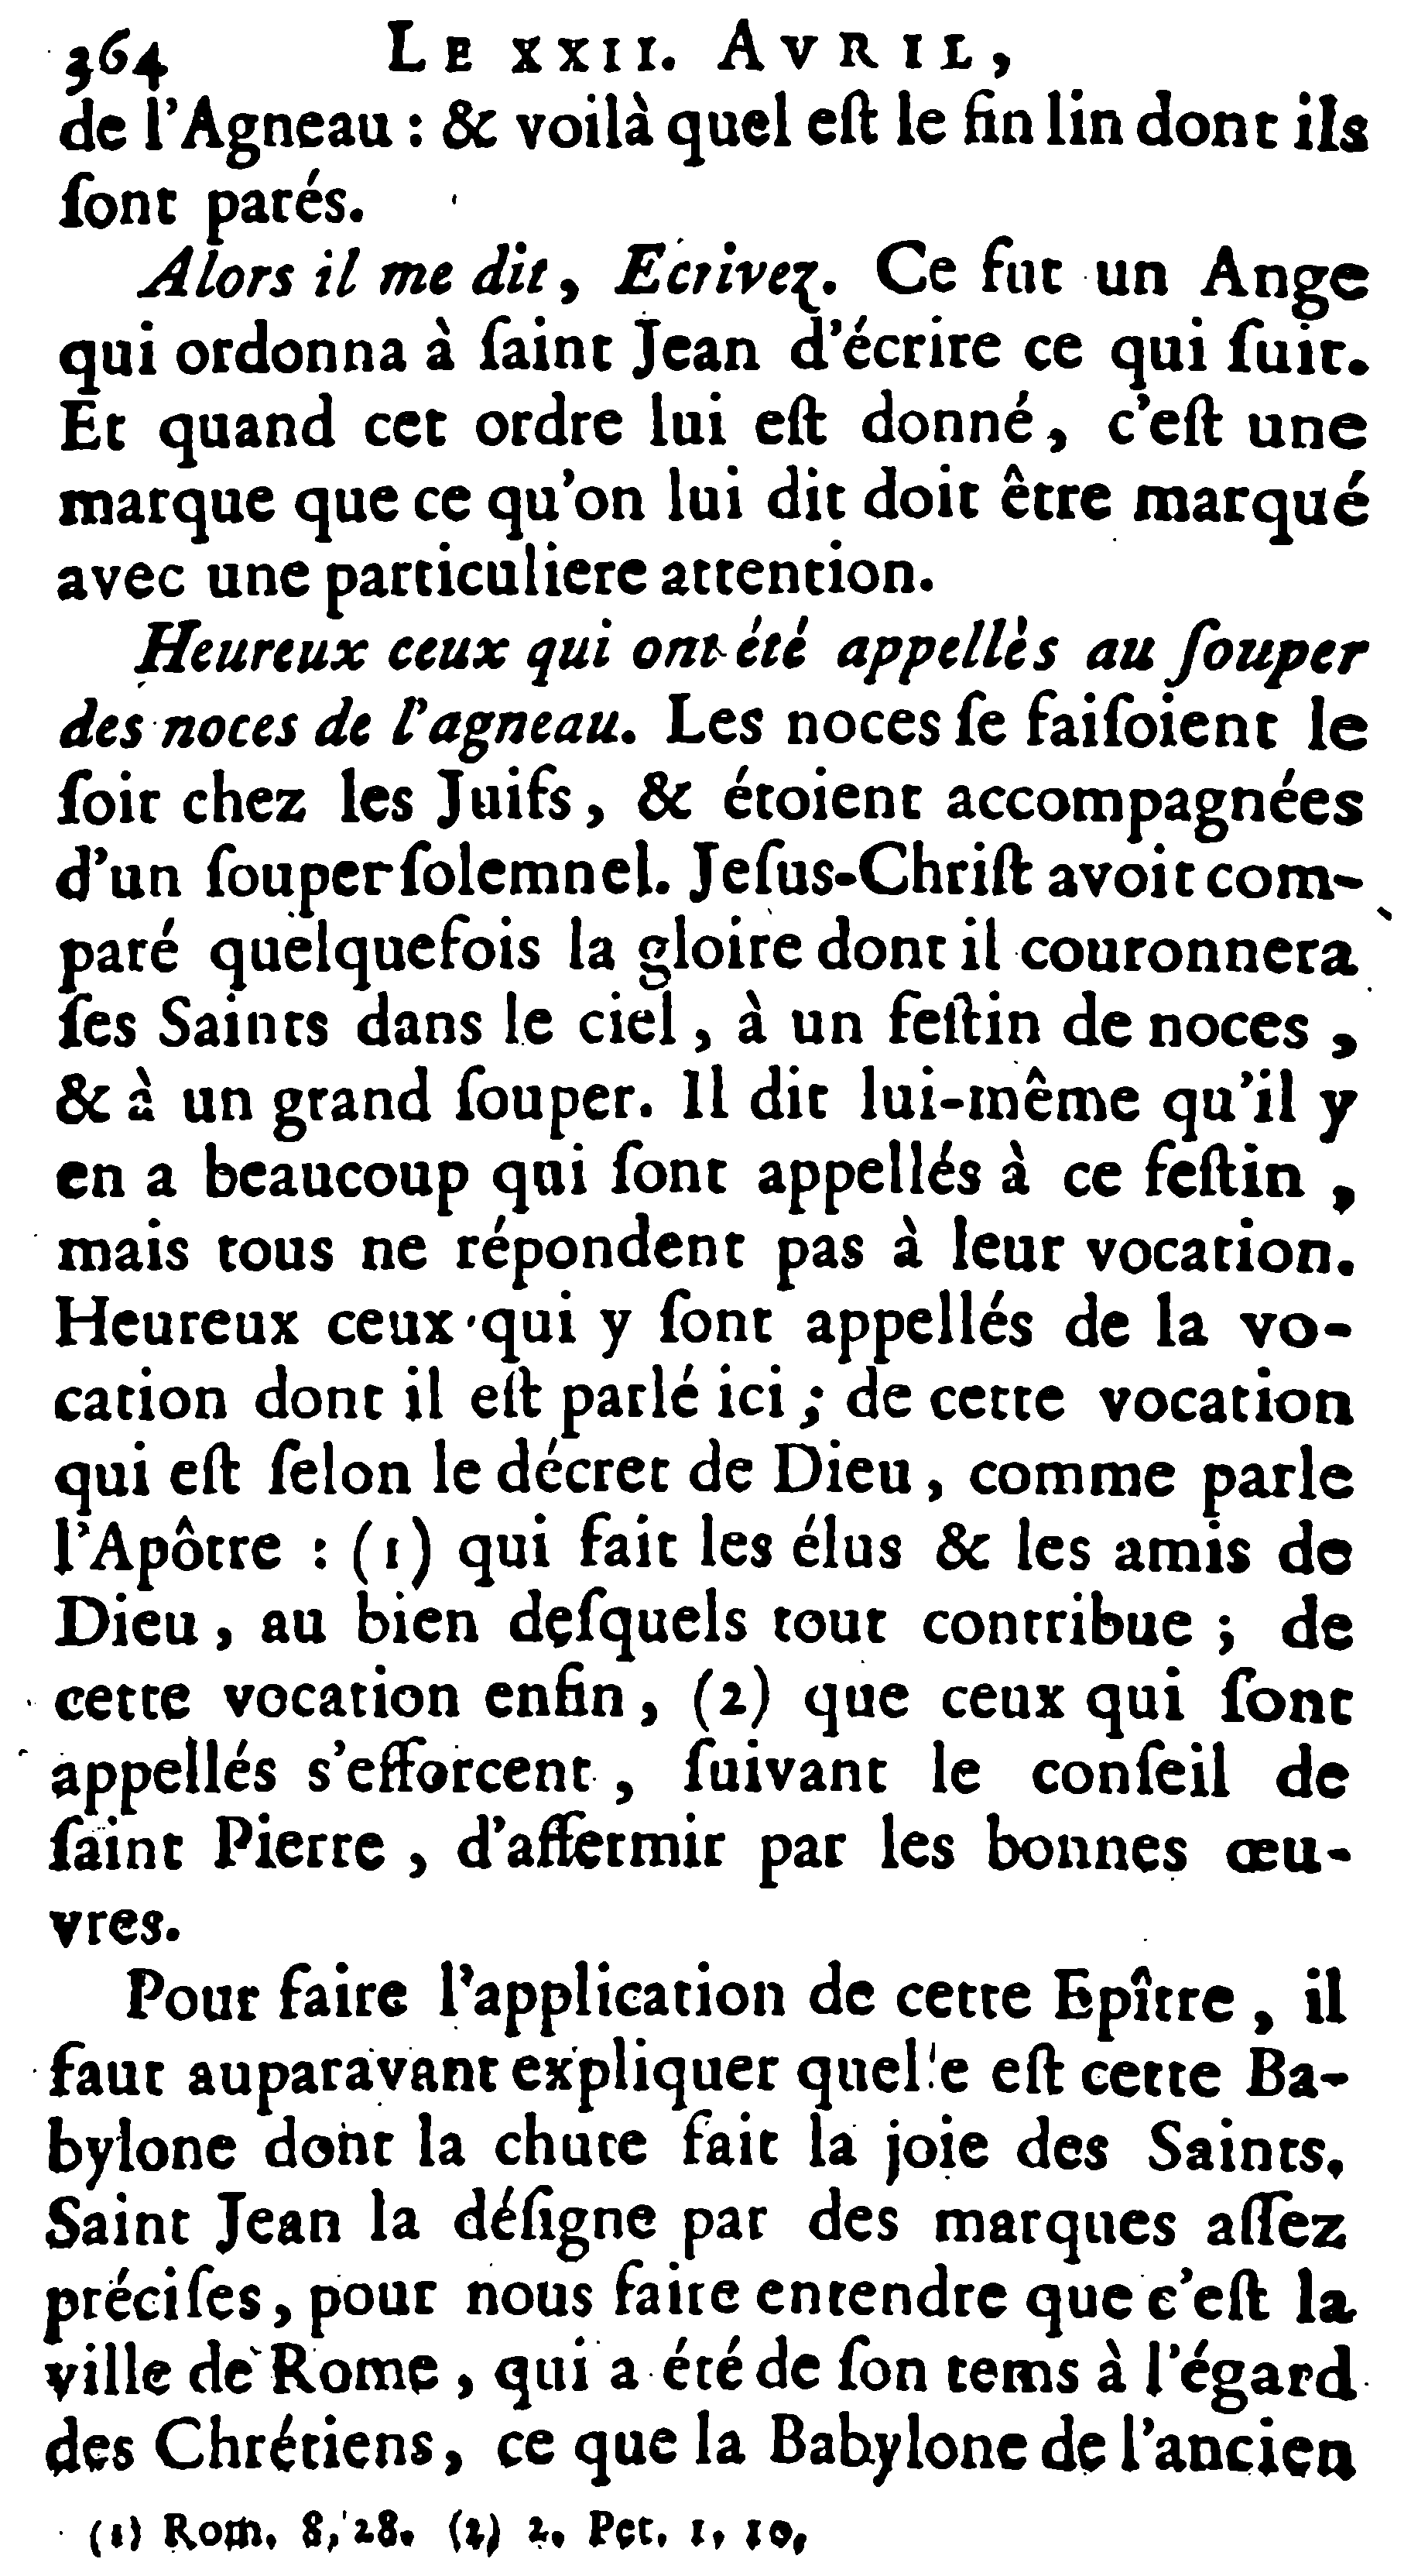 364 LE XXII. AVRIL,
de l'Agneau : & voilà quel eſt le fin lin dont ils
ſont parés.
Alors il me dit, Ecrivez. Ce fut un Ange
qui ordonna à ſaint Jean d'écrire ce qui ſuit.
Et quand cet ordre lui eſt donné, c'eſt une
marque que ce qu'on lui dit doit être marqué
avec une particuliere attention.
Heureux ceux qui ont été appellès au ſouper
des noces de l'agneau. Les noces ſe faiſoient le
ſoir chez les Juifs, & étoient accompagnées
d'un ſouper ſolemnel. Jeſus-Chriſt avoit com-
paré quelquefois la gloire dont il couronnera
ſes Saints dans le ciel, à un feſtin de noces,
& à un grand ſouper. Il dit lui-même qu'il y
en a beaucoup qui ſont appellés à ce feſtin,
mais tous ne répondent pas à leur vocation.
Heureux ceux qui y ſont appellés de la vo-
cation dont il eſt parlé ici ; de cette vocation
qui eſt ſelon le décret de Dieu, comme parle
l'Apôtre : (1) qui fait les élus & les amis de
Dieu, au bien deſquels tout contribue ; de
cette vocation enfin, (2) que ceux qui ſont
appellés s'efforcent, ſuivant le conſeil de
ſaint Pierre, d'affermir par les bonnes œu-
vres.
Pour faire l'application de cette Epître, il
faut auparavant expliquer quelle eſt cette Ba-
bylone dont la chute fait la joie des Saints.
Saint Jean la déſigne par des marques aſſez
préciſes, pour nous faire entendre que c'eſt la
ville de Rome, qui a été de ſon tems à l'égard
des Chrétiens, ce que la Babylone de l'ancien
(1) Rom. 8, 28. (2) 2. Pet. 1, 10,